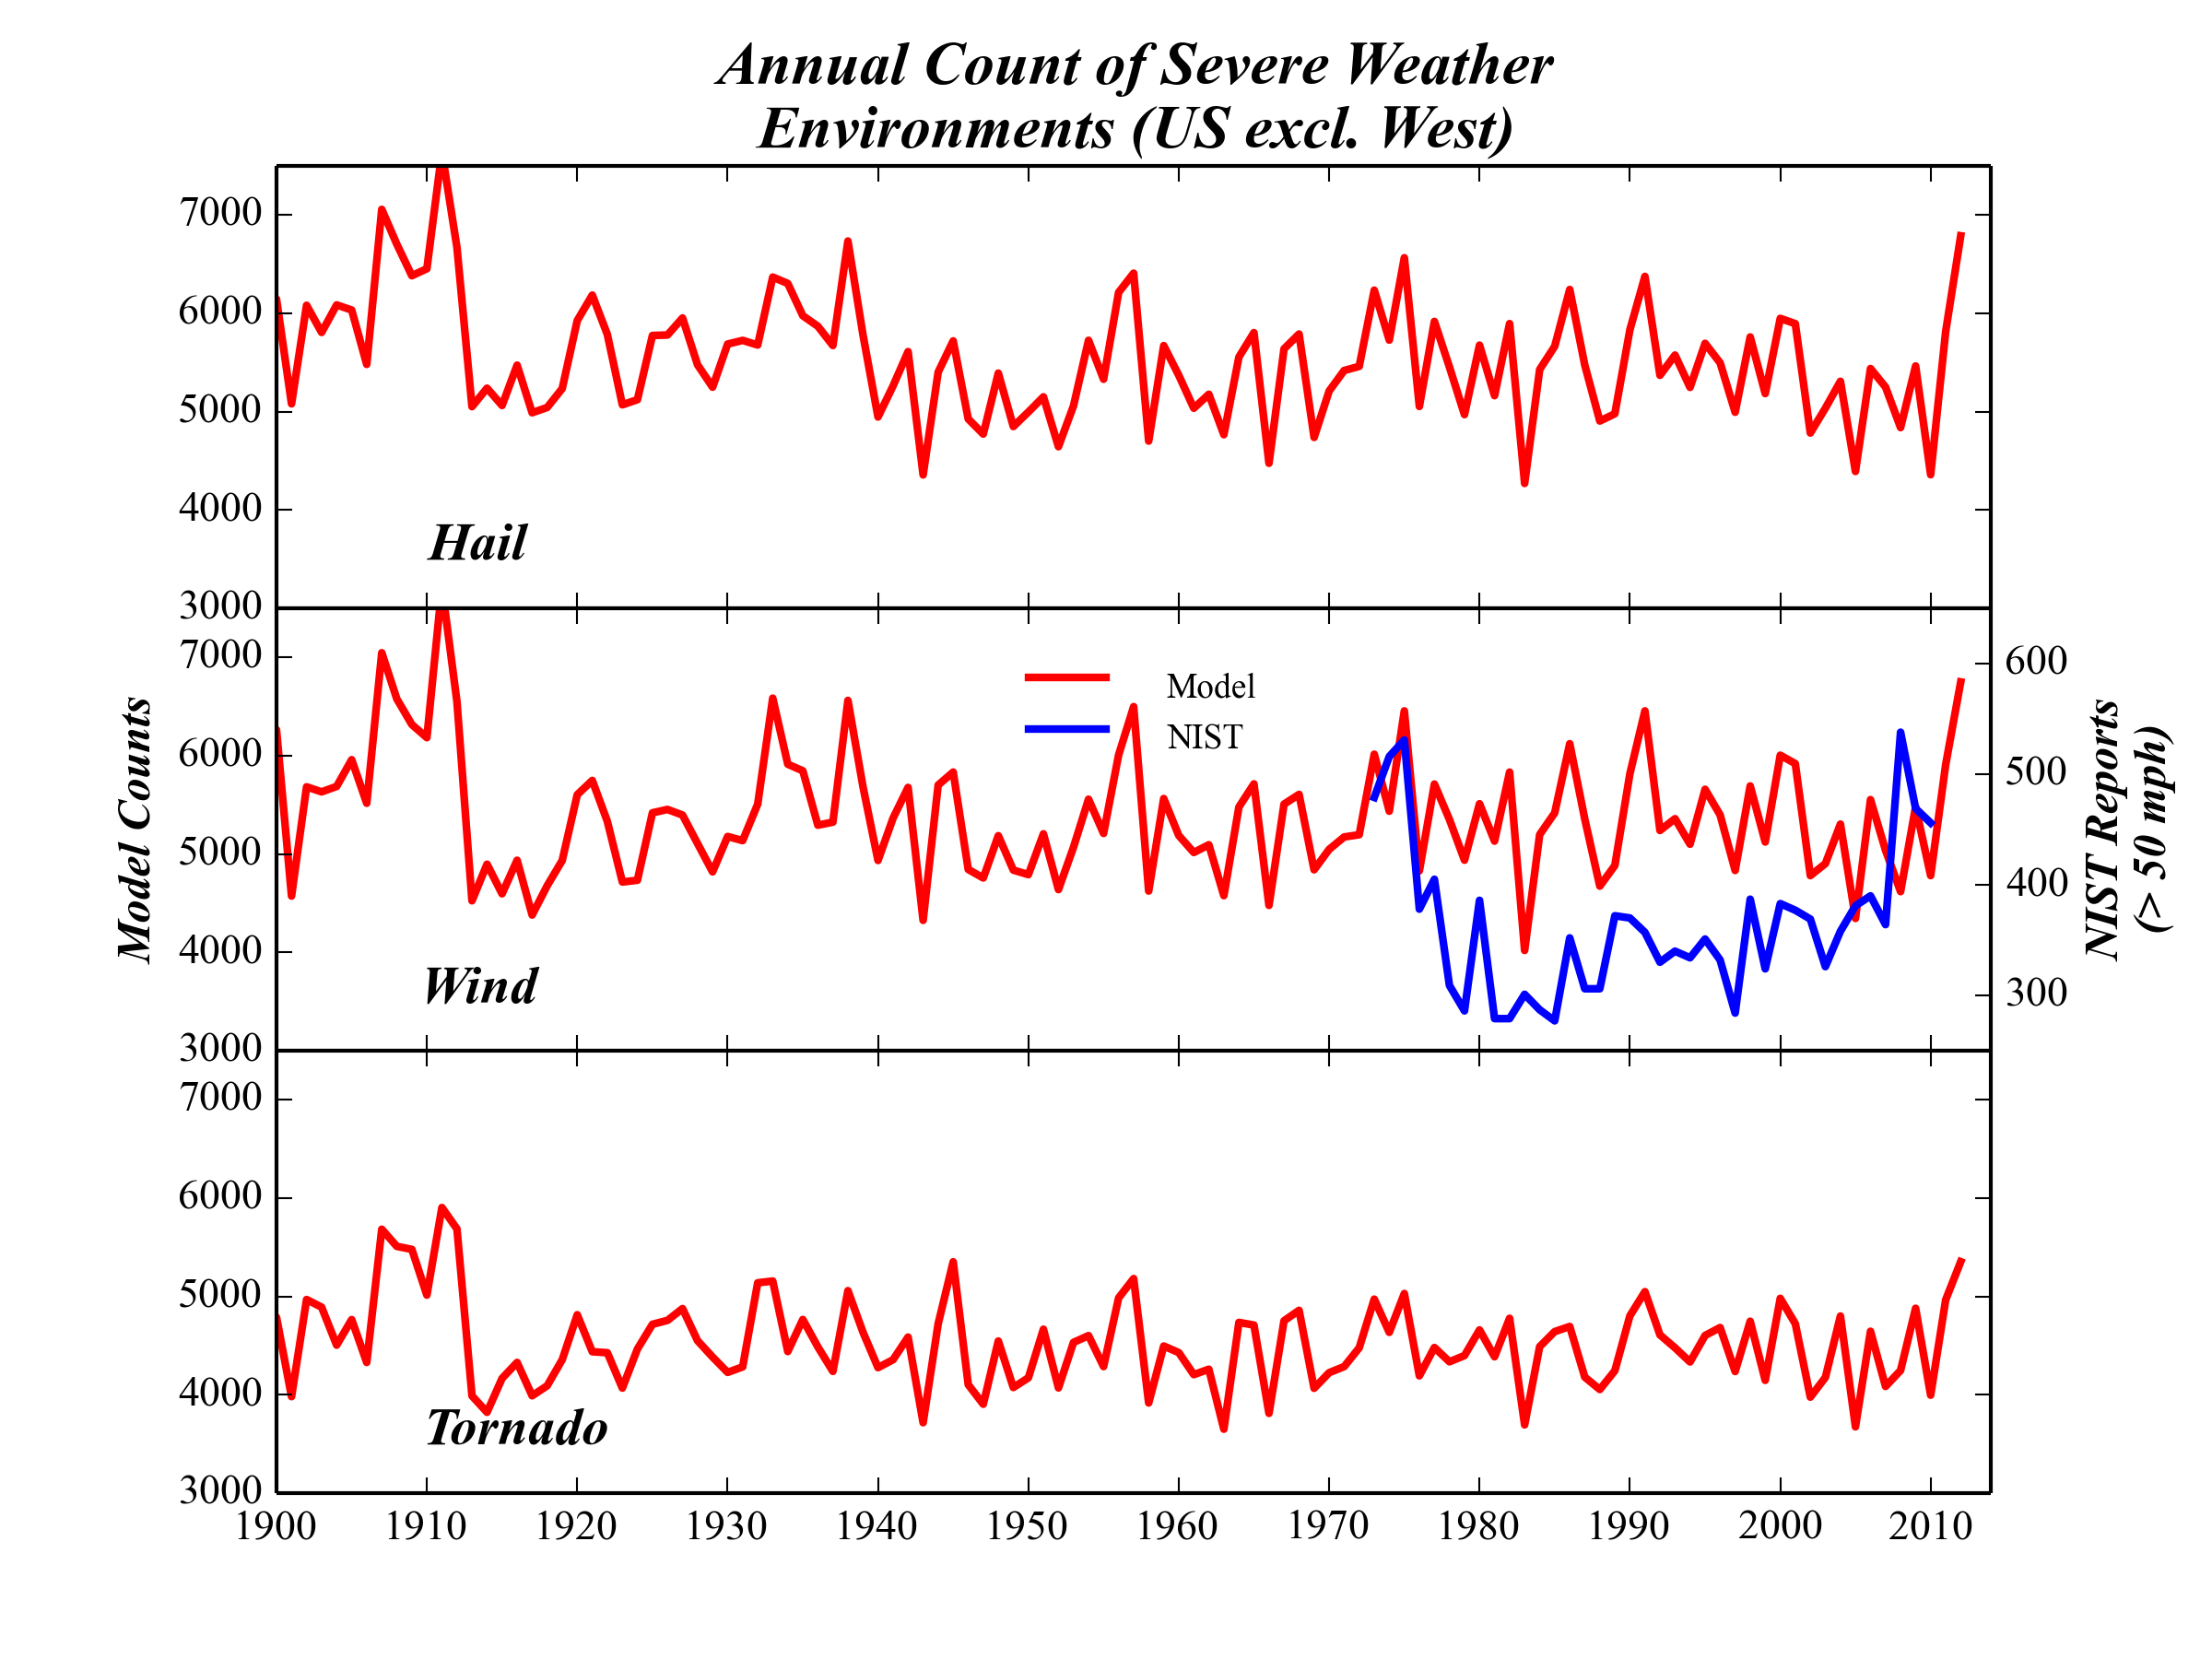 Annual Count of Severe Weather
Environments (US excl. West)
7000
6000
5000
4000
3000
Hail
7000
6000
5000
4000
3000
Wind
Model
NIST
600
500
400
300
Model Counts
NIST Reports
(> 50 mph)
7000
6000
5000
4000
3000
Tornado
1900 1910 1920 1930 1940 1950 1960 1970 1980 1990 2000 2010